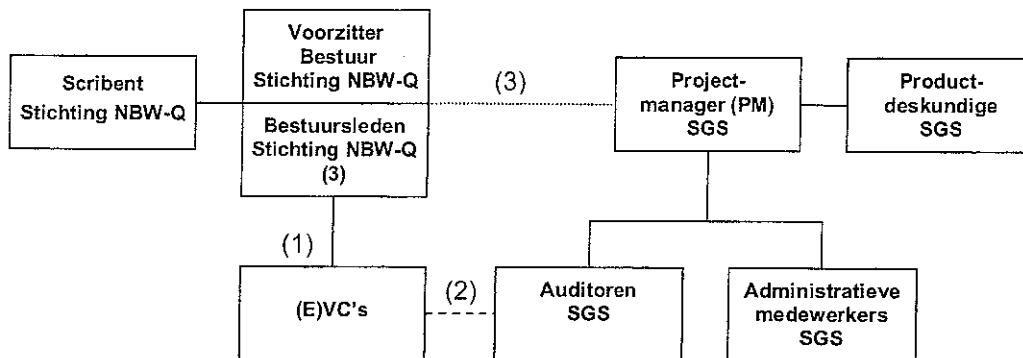 Voorzitter
Bestuur
Stichting NBW-Q
Scribent
Stichting NBW-Q
(3)
Project-
manager (PM)
SGS
Product-
deskundige
SGS
Bestuursleden
Stichting NBW-Q
(3)
(1)
(E)VC's
(2)
Auditoren
SGS
Administratieve
medewerkers
SGS